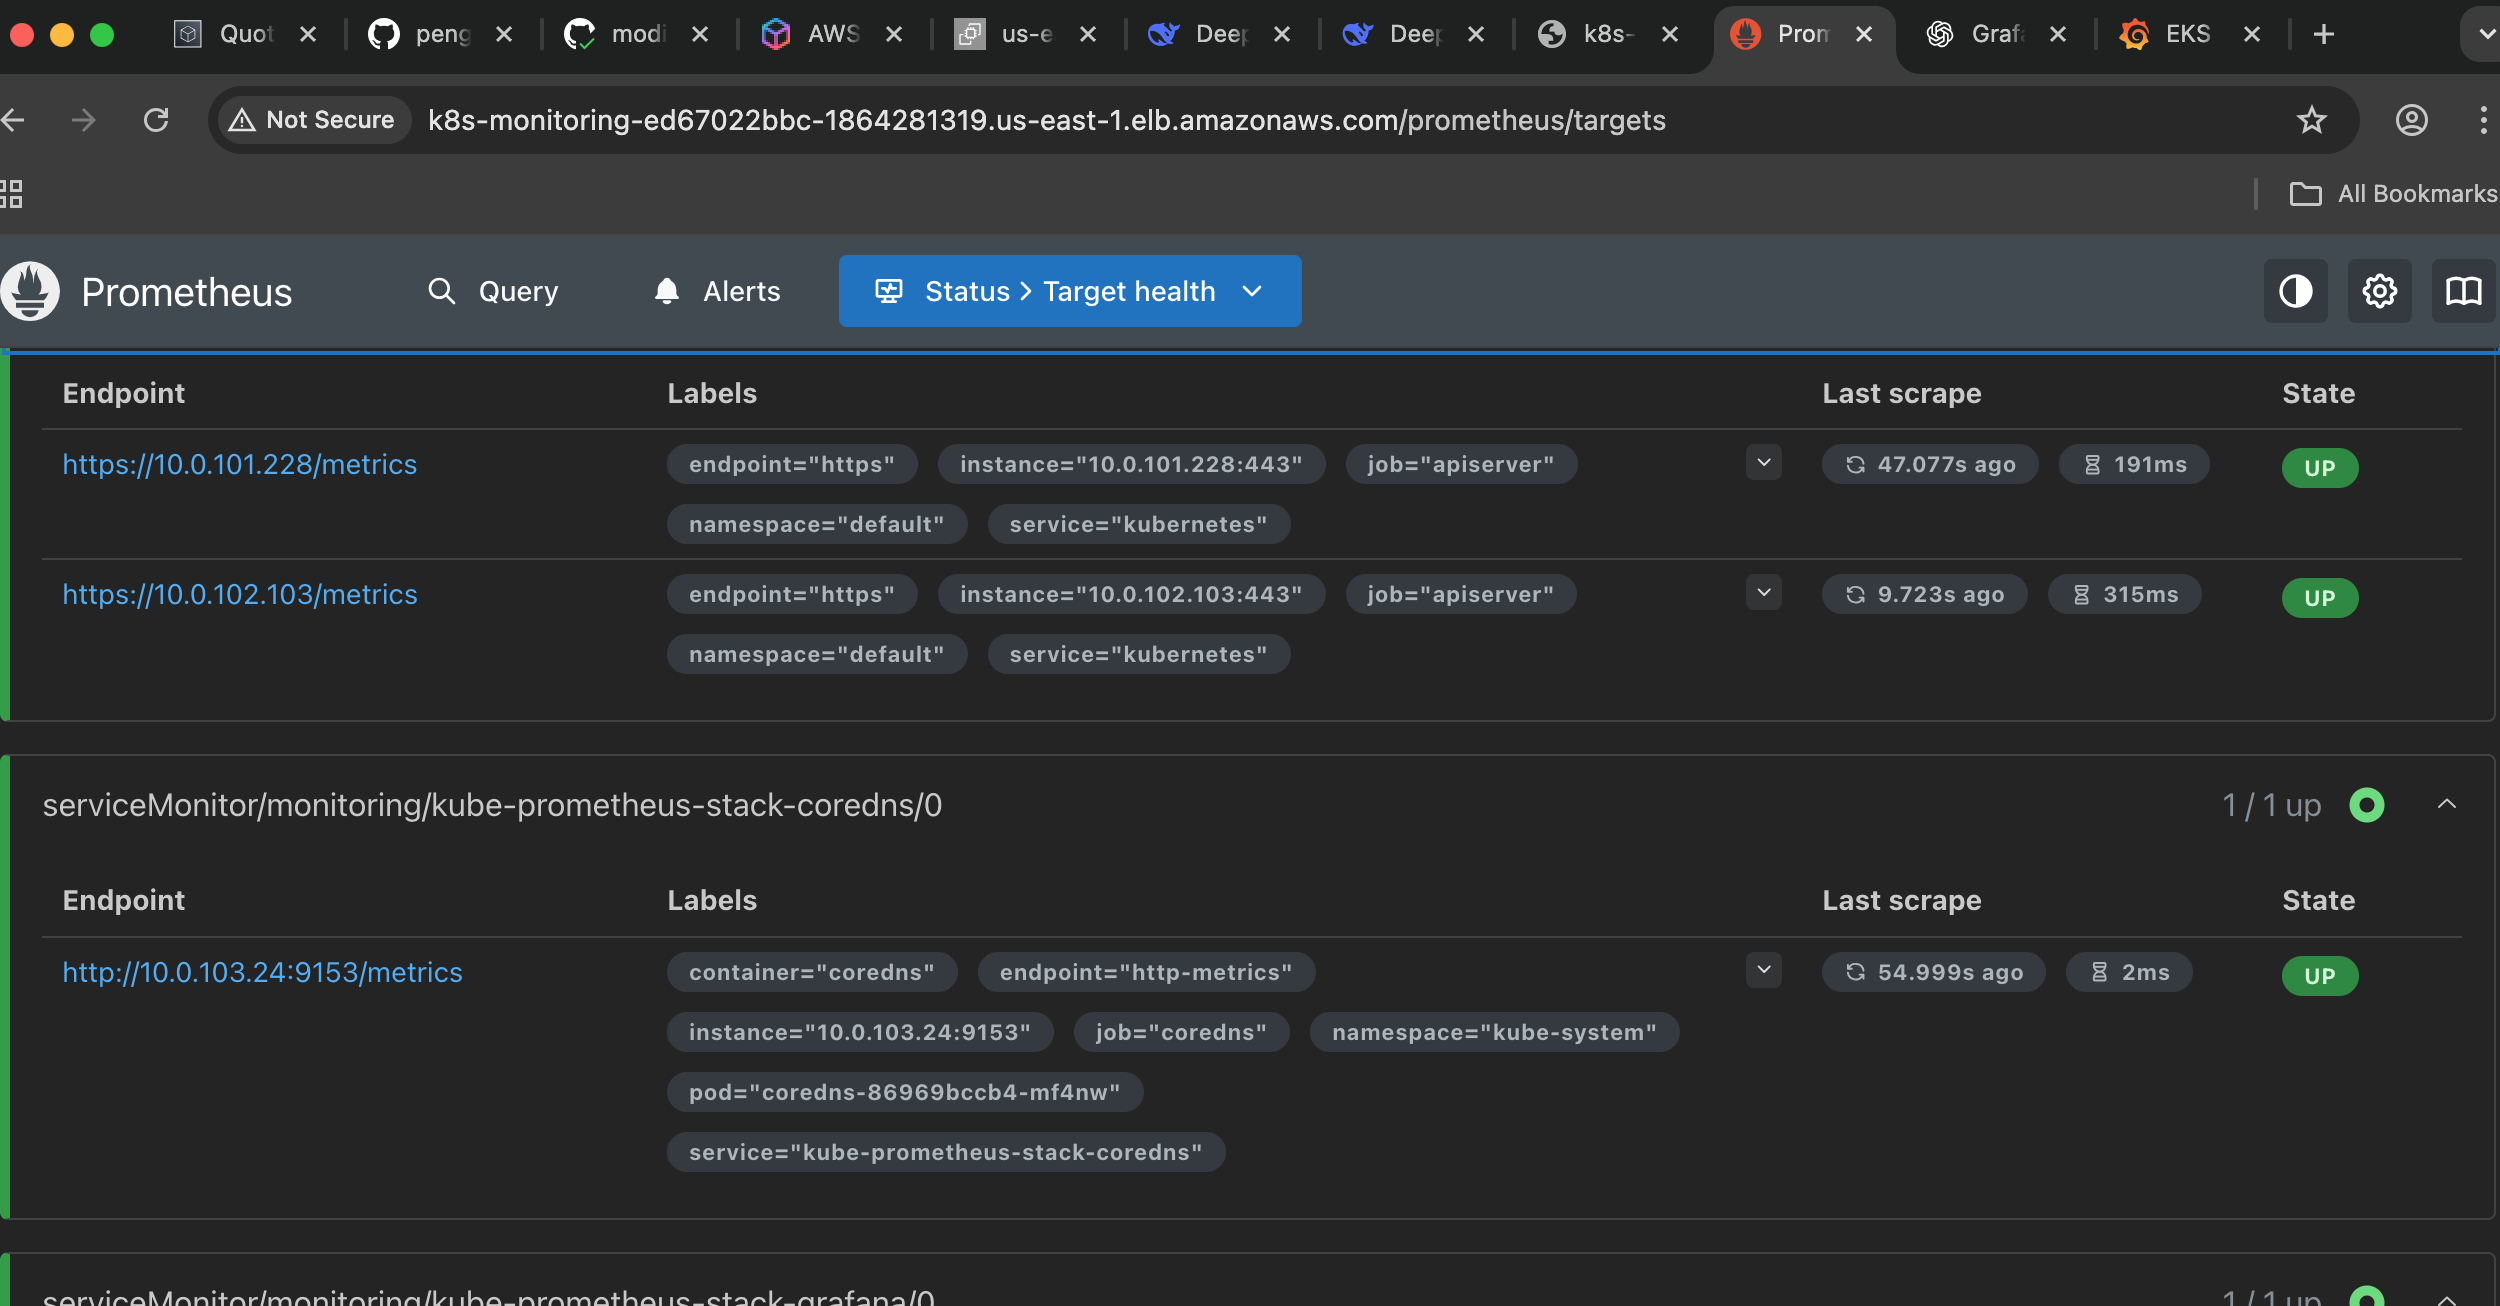 Quot peng modi AWS us-e Deep Deep k8s- Prom Grafa EKS
Not Secure k8s-monitoring-ed67022bbc-1864281319.us-east-1.elb.amazonaws.com/prometheus/targets
All Bookmarks
Prometheus Query Alerts Status > Target health
Endpoint Labels Last scrape State
https://10.0.101.228/metrics endpoint="https" instance="10.0.101.228:443" job="apiserver" 47.077s ago 191ms UP
namespace="default" service="kubernetes"
https://10.0.102.103/metrics endpoint="https" instance="10.0.102.103:443" job="apiserver" 9.723s ago 315ms UP
namespace="default" service="kubernetes"
serviceMonitor/monitoring/kube-prometheus-stack-coredns/0 1 / 1 up
Endpoint Labels Last scrape State
http://10.0.103.24:9153/metrics container="coredns" endpoint="http-metrics" 54.999s ago 2ms UP
instance="10.0.103.24:9153" job="coredns" namespace="kube-system"
pod="coredns-86969bccb4-mf4nw"
service="kube-prometheus-stack-coredns"
serviceMonitor/monitoring/kube-prometheus-stack-grafana/0 1 / 1 up